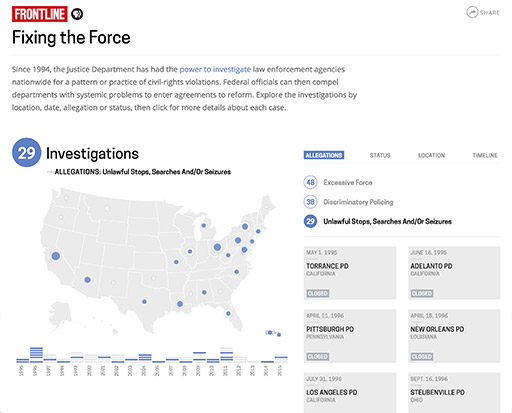 FRONTLINE
SHARE
Fixing the Force
Since 1994, the Justice Department has had the power to investigate law enforcement agencies
nationwide for a pattern or practice of civil-rights violations. Federal officials can then compel
departments with systemic problems to enter agreements to reform. Explore the investigations by
location, date, allegation or status, then click for more details about each case.
29 Investigations
— ALLEGATIONS: Unlawful Stops, Searches And/Or Seizures
ALLEGATIONS STATUS LOCATION TIMELINE
48 Excessive Force
38 Discriminatory Policing
29 Unlawful Stops, Searches And/Or Seizures
MAY 1, 1995
TORRANCE PD
CALIFORNIA
CLOSED
JUNE 16, 1995
ADELANTO PD
CALIFORNIA
CLOSED
APRIL 11, 1996
PITTSBURGH PD
PENNSYLVANIA
CLOSED
APRIL 18, 1996
NEW ORLEANS PD
LOUISIANA
CLOSED
JULY 31, 1996
LOS ANGELES PD
CALIFORNIA
SEPT. 16, 1996
STEUBENVILLE PD
OHIO
1995 1996 1997 1998 1999 2000 2001 2002 2003 2004 2005 2006 2007 2008 2009 2010 2011 2012 2013 2014 2015